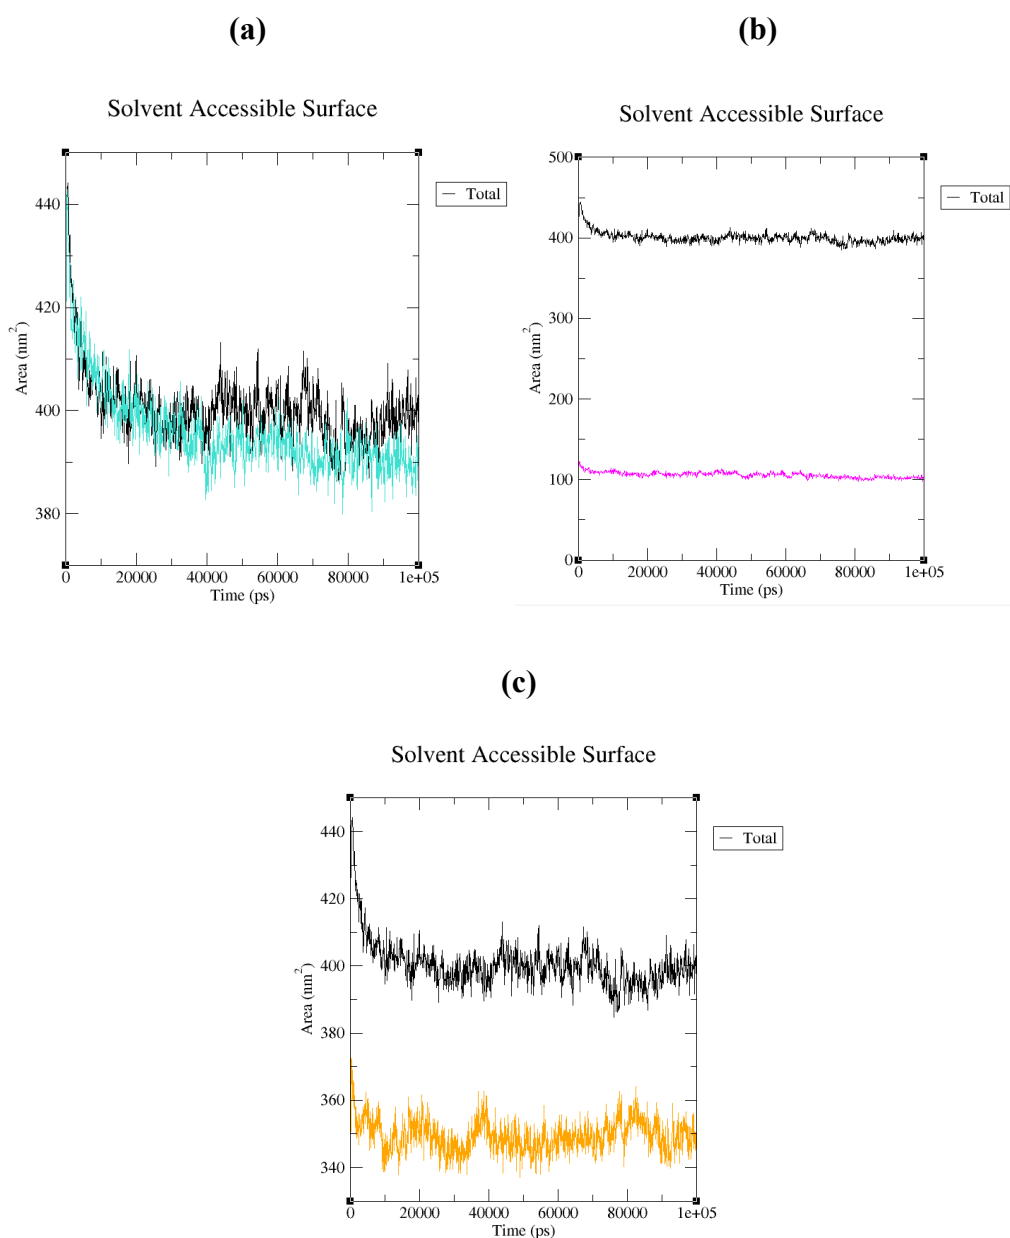 (a)
Solvent Accessible Surface
Total
440
420
400
380
Area (nm²)
0 20000 40000 60000 80000 1e+05
Time (ps)
(b)
Solvent Accessible Surface
Total
500
400
300
200
100
0
Area (nm²)
0 20000 40000 60000 80000 1e+05
Time (ps)
(c)
Solvent Accessible Surface
Total
440
420
400
380
360
340
Area (nm²)
0 20000 40000 60000 80000 1e+05
Time (ps)